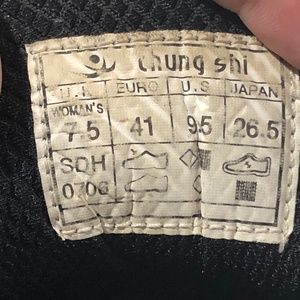 chung shi
U.K EURO U.S JAPAN
WOMAN'S
7.5 41 9.5 26.5
SDH
0706